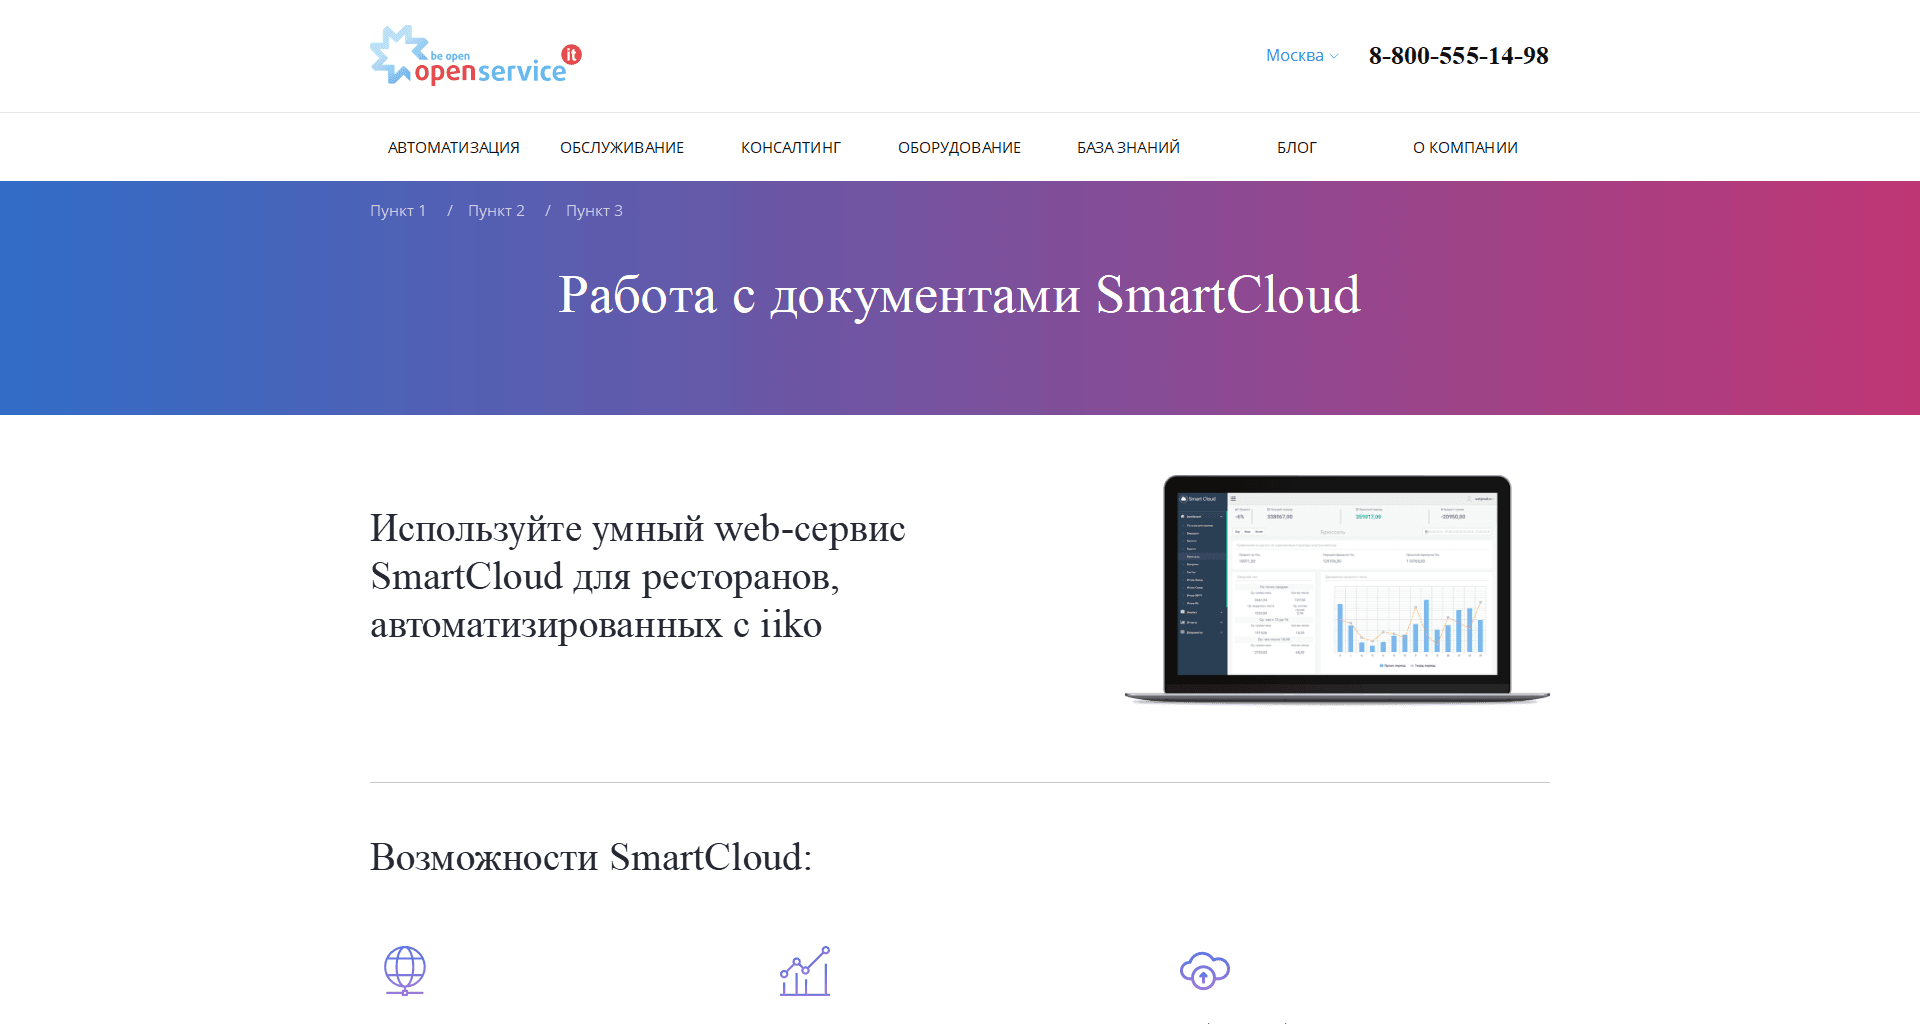 be open
openservice it
Москва
8-800-555-14-98
АВТОМАТИЗАЦИЯ ОБСЛУЖИВАНИЕ КОНСАЛТИНГ ОБОРУДОВАНИЕ БАЗА ЗНАНИЙ БЛОГ О КОМПАНИИ
Пункт 1 / Пункт 2 / Пункт 3
Работа с документами SmartCloud
Используйте умный web-сервис
SmartCloud для ресторанов,
автоматизированных с iiko
Smart Cloud
Возможности SmartCloud: